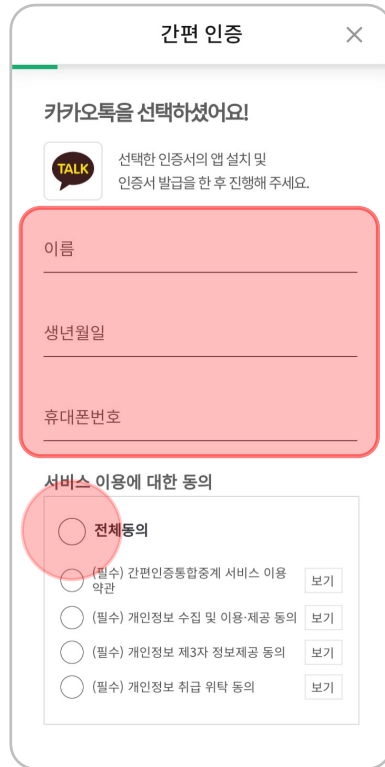 간편 인증
카카오톡을 선택하셨어요!
TALK
선택한 인증서의 앱 설치 및
인증서 발급을 한 후 진행해 주세요.
이름
생년월일
휴대폰번호
서비스 이용에 대한 동의
전체동의
(필수) 간편인증통합중계 서비스 이용
약관
보기
(필수) 개인정보 수집 및 이용·제공 동의
보기
(필수) 개인정보 제3자 정보제공 동의
보기
(필수) 개인정보 취급 위탁 동의
보기